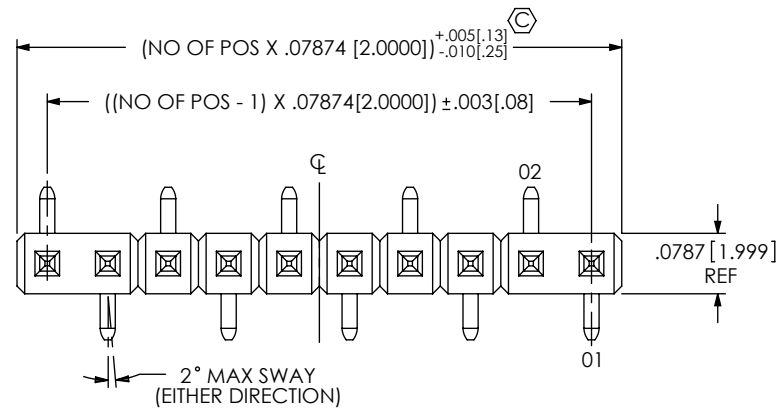 C
(NO OF POS X .07874 [2.0000]) +.005[.13]
-.010[.25]
((NO OF POS - 1) X .07874[2.0000]) ±.003[.08]
℄
02
.0787 [1.999]
REF
01
2° MAX SWAY
(EITHER DIRECTION)